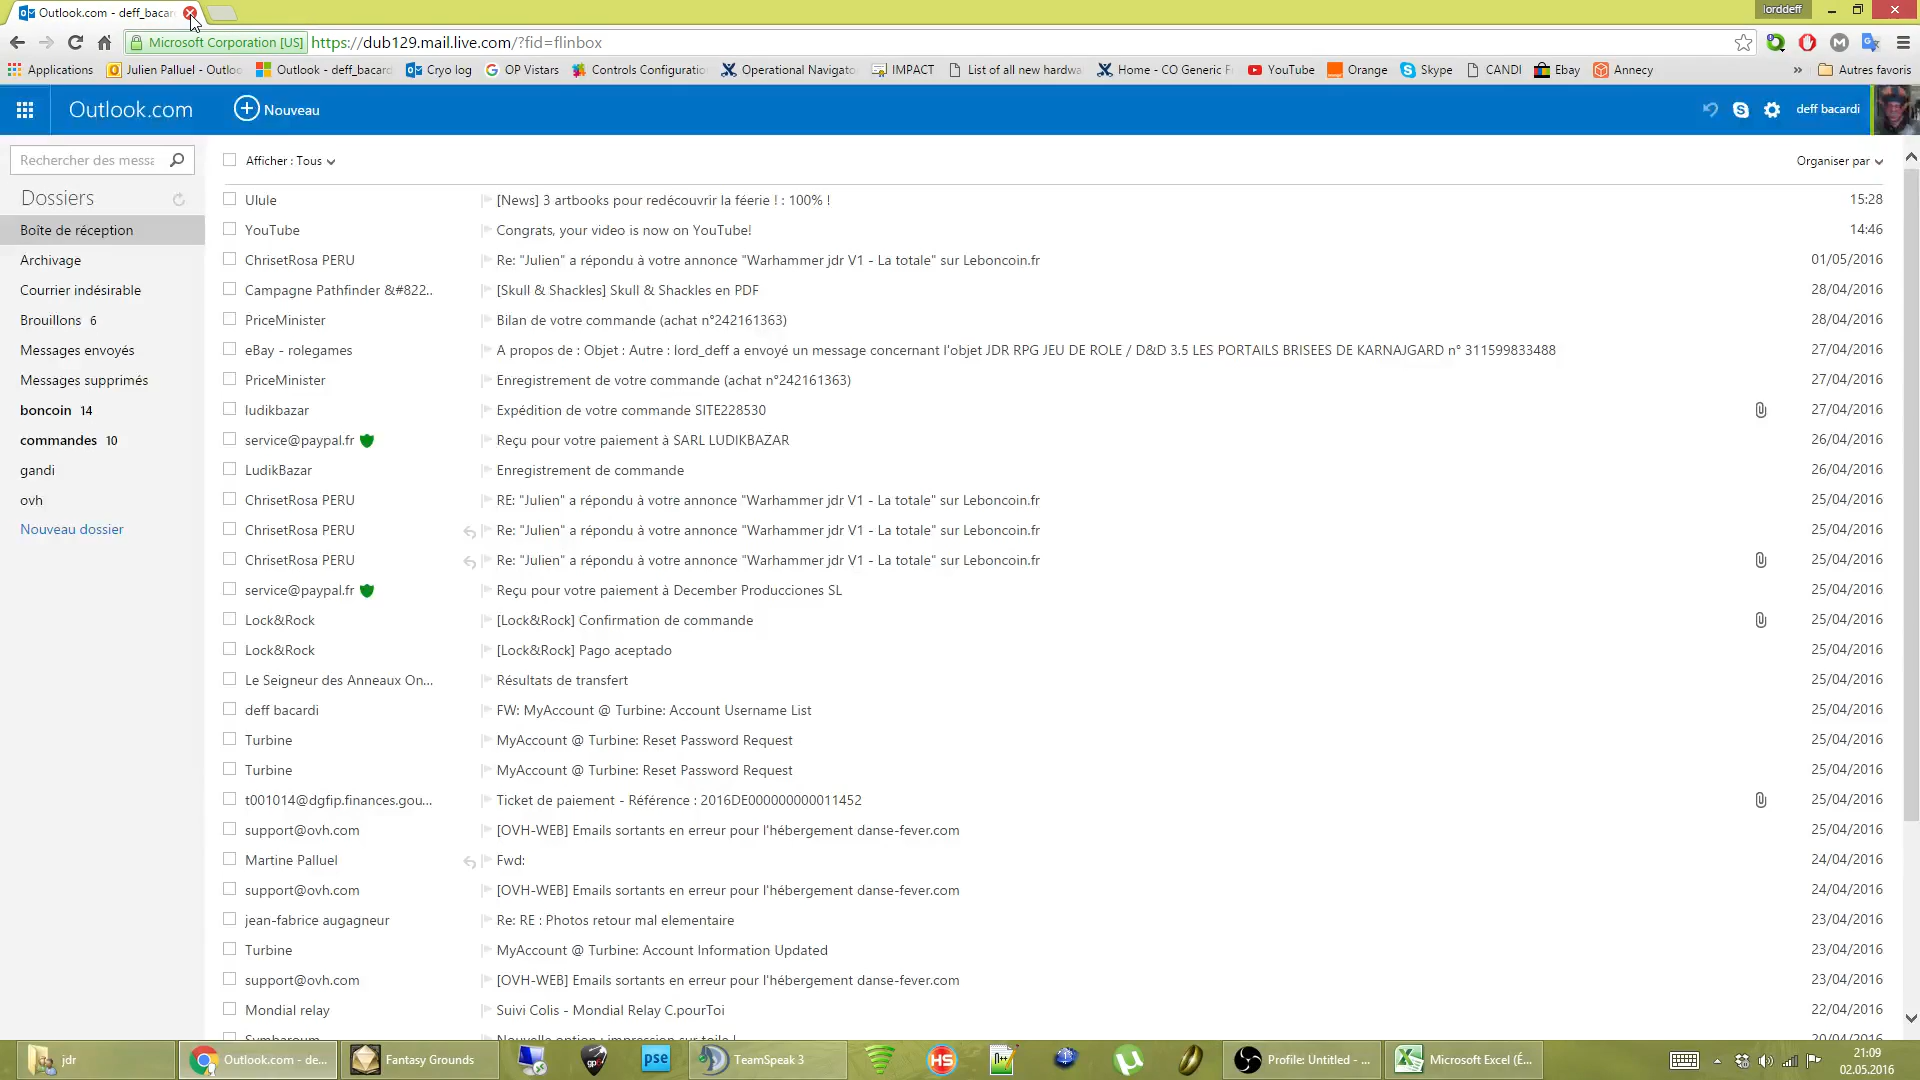 Outlook.com - deff_bacar
lorddeff
Microsoft Corporation [US] https://dub129.mail.live.com/?fid=flinbox
Applications Julien Palluel - Outloo Outlook - deff_bacard Cryo log OP Vistars Controls Configuratio Operational Navigato IMPACT List of all new hardwa Home - CO Generic F YouTube Orange Skype CANDI Ebay Annecy » Autres favoris
Outlook.com Nouveau deff bacardi
Rechercher des messa
Afficher : Tous Organiser par
Dossiers
Boîte de réception
Archivage
Courrier indésirable
Brouillons 6
Messages envoyés
Messages supprimés
boncoin 14
commandes 10
gandi
ovh
Nouveau dossier
Ulule [News] 3 artbooks pour redécouvrir la féerie ! : 100% ! 15:28
YouTube Congrats, your video is now on YouTube! 14:46
ChrisetRosa PERU Re: "Julien" a répondu à votre annonce "Warhammer jdr V1 - La totale" sur Leboncoin.fr 01/05/2016
Campagne Pathfinder &#822.. [Skull & Shackles] Skull & Shackles en PDF 28/04/2016
PriceMinister Bilan de votre commande (achat n°242161363) 28/04/2016
eBay - rolegames A propos de : Objet : Autre : lord_deff a envoyé un message concernant l'objet JDR RPG JEU DE ROLE / D&D 3.5 LES PORTAILS BRISEES DE KARNAJGARD n° 311599833488 27/04/2016
PriceMinister Enregistrement de votre commande (achat n°242161363) 27/04/2016
ludikbazar Expédition de votre commande SITE228530 27/04/2016
service@paypal.fr Reçu pour votre paiement à SARL LUDIKBAZAR 26/04/2016
LudikBazar Enregistrement de commande 26/04/2016
ChrisetRosa PERU RE: "Julien" a répondu à votre annonce "Warhammer jdr V1 - La totale" sur Leboncoin.fr 25/04/2016
ChrisetRosa PERU Re: "Julien" a répondu à votre annonce "Warhammer jdr V1 - La totale" sur Leboncoin.fr 25/04/2016
ChrisetRosa PERU Re: "Julien" a répondu à votre annonce "Warhammer jdr V1 - La totale" sur Leboncoin.fr 25/04/2016
service@paypal.fr Reçu pour votre paiement à December Producciones SL 25/04/2016
Lock&Rock [Lock&Rock] Confirmation de commande 25/04/2016
Lock&Rock [Lock&Rock] Pago aceptado 25/04/2016
Le Seigneur des Anneaux On... Résultats de transfert 25/04/2016
deff bacardi FW: MyAccount @ Turbine: Account Username List 25/04/2016
Turbine MyAccount @ Turbine: Reset Password Request 25/04/2016
Turbine MyAccount @ Turbine: Reset Password Request 25/04/2016
t001014@dgfip.finances.gou... Ticket de paiement - Référence : 2016DE000000000011452 25/04/2016
support@ovh.com [OVH-WEB] Emails sortants en erreur pour l'hébergement danse-fever.com 25/04/2016
Martine Palluel Fwd: 24/04/2016
support@ovh.com [OVH-WEB] Emails sortants en erreur pour l'hébergement danse-fever.com 24/04/2016
jean-fabrice augagneur Re: RE : Photos retour mal elementaire 23/04/2016
Turbine MyAccount @ Turbine: Account Information Updated 23/04/2016
support@ovh.com [OVH-WEB] Emails sortants en erreur pour l'hébergement danse-fever.com 23/04/2016
Mondial relay Suivi Colis - Mondial Relay C.pourToi 22/04/2016
jdr Outlook.com - de... Fantasy Grounds pse TeamSpeak 3 HS Profile: Untitled - ... Microsoft Excel (É... 21:09
02.05.2016